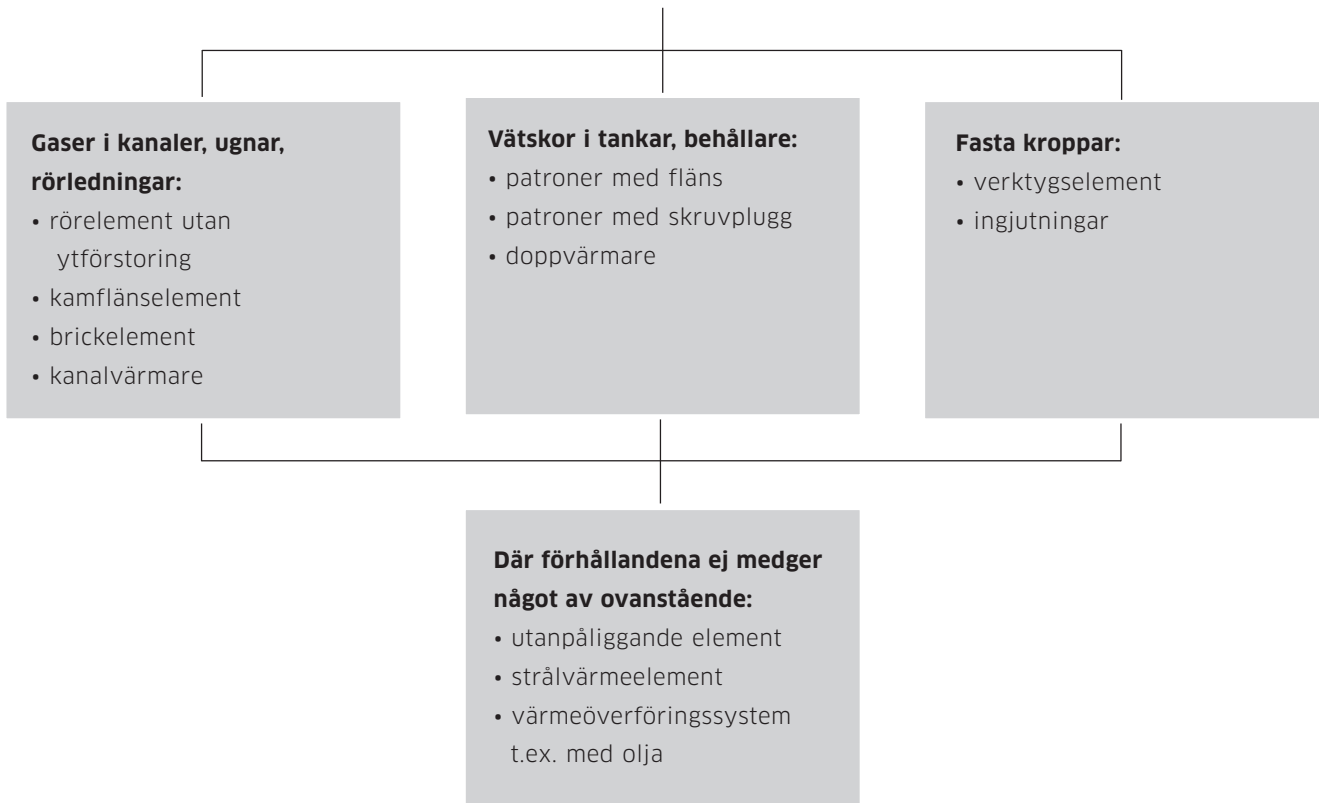 Gaser i kanaler, ugnar,
rörledningar:
• rörelement utan
ytförstoring
• kamflänselement
• brickelement
• kanalvärmare
Vätskor i tankar, behållare:
• patroner med fläns
• patroner med skruvplugg
• doppvärmare
Fasta kroppar:
• verktygselement
• ingjutningar
Där förhållandena ej medger
något av ovanstående:
• utanpåliggande element
• strålvärmeelement
• värmeöverföringssystem
t.ex. med olja